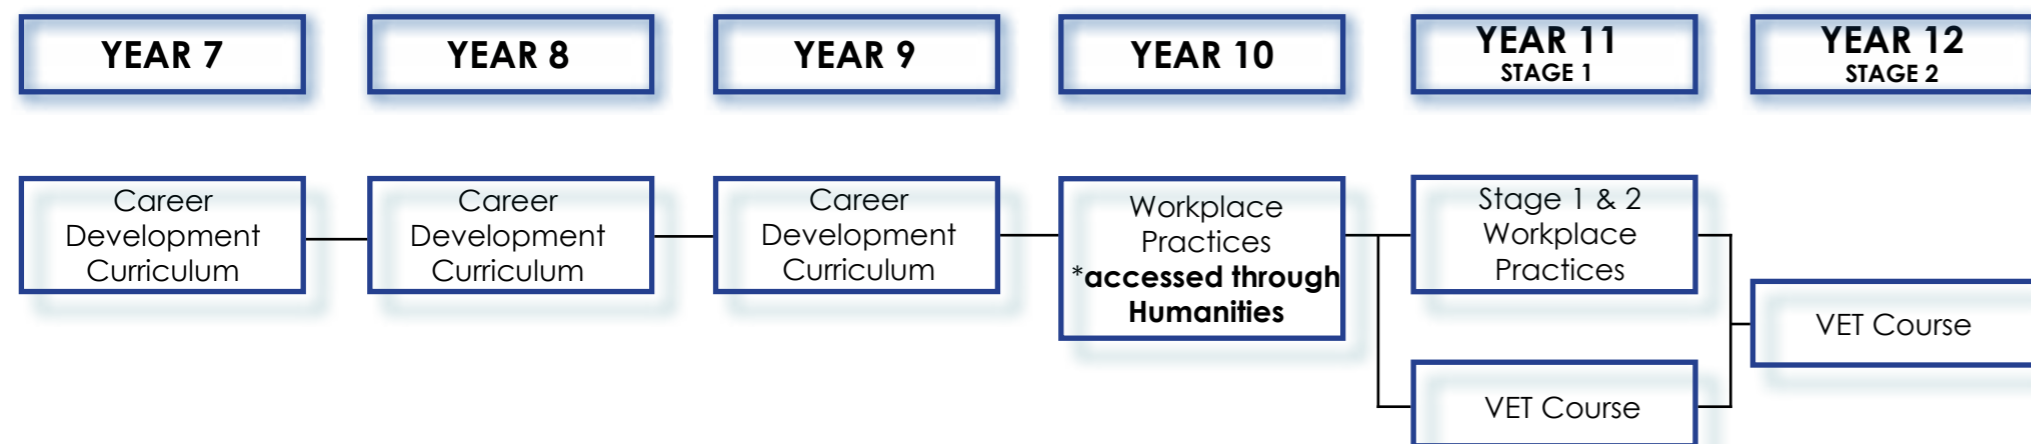 YEAR 7
YEAR 8
YEAR 9
YEAR 10
YEAR 11
STAGE 1
YEAR 12
STAGE 2
Career
Development
Curriculum
Career
Development
Curriculum
Career
Development
Curriculum
Workplace
Practices
*accessed through
Humanities
Stage 1 & 2
Workplace
Practices
VET Course
VET Course